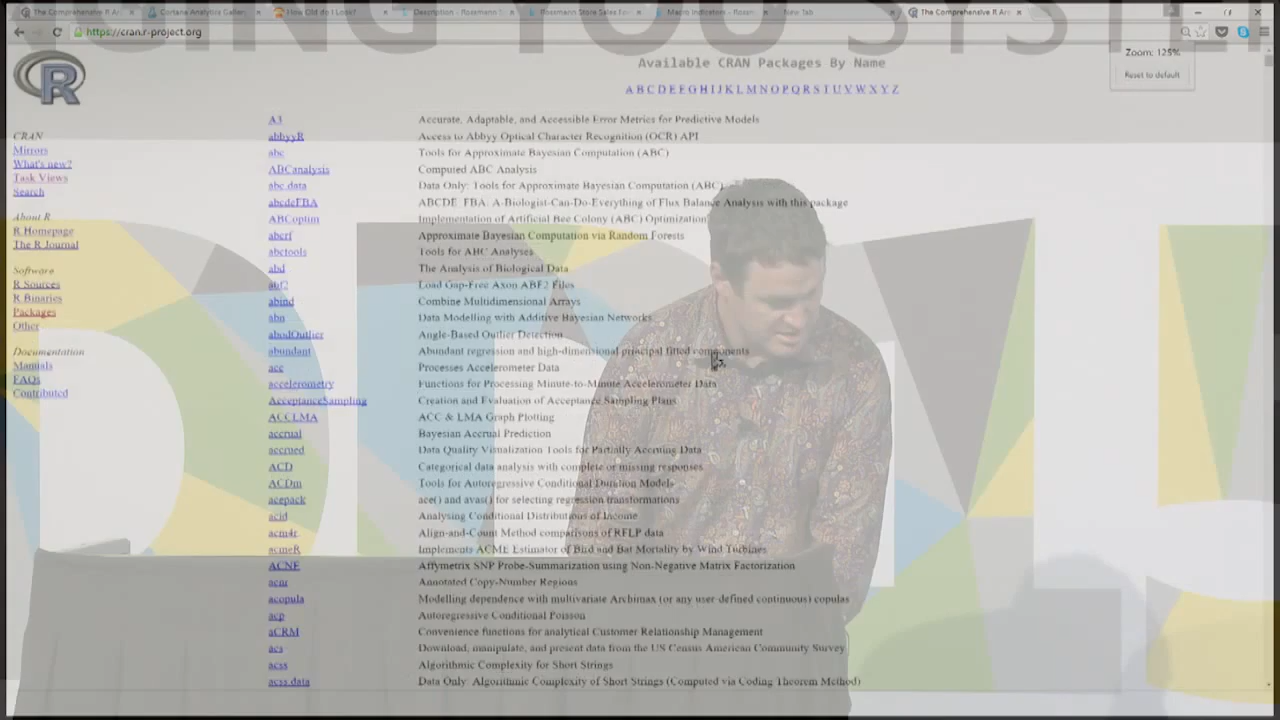 The Comprehensive R Ar
Cortana Analytics Galler
How Old do I Look?
Description - Rossmann
Rossmann Store Sales
Macro Indicators - Rossm
New Tab
The Comprehensive R Ar
https://cran.r-project.org
CING YOU SYSTEM
Zoom: 125%
Reset to default
Available CRAN Packages By Name
A B C D E F G H I J K L M N O P Q R S T U V W X Y Z
R
CRAN
Mirrors
What's new?
Task Views
Search
About R
R Homepage
The R Journal
Software
R Sources
R Binaries
Packages
Other
Documentation
Manuals
FAQs
Contributed
A3 Accurate, Adaptable, and Accessible Error Metrics for Predictive Models
abbyyR Access to Abbyy Optical Character Recognition (OCR) API
abc Tools for Approximate Bayesian Computation (ABC)
ABCanalysis Computed ABC Analysis
abc.data Data Only: Tools for Approximate Bayesian Computation (ABC)
abcdeFBA ABCDE_FBA: A-Biologist-Can-Do-Everything of Flux Balance Analysis with this package
ABCoptim Implementation of Artificial Bee Colony (ABC) Optimization
abcrf Approximate Bayesian Computation via Random Forests
abctools Tools for ABC Analyses
abd The Analysis of Biological Data
abf2 Load Gap-Free Axon ABF2 Files
abind Combine Multidimensional Arrays
abn Data Modelling with Additive Bayesian Networks
abodOutlier Angle-Based Outlier Detection
abundant Abundant regression and high-dimensional principal fitted components
acc Processes Accelerometer Data
accelerometry Functions for Processing Minute-to-Minute Accelerometer Data
AcceptanceSampling Creation and Evaluation of Acceptance Sampling Plans
ACCLMA ACC & LMA Graph Plotting
accrual Bayesian Accrual Prediction
accrued Data Quality Visualization Tools for Partially Accruing Data
ACD Categorical data analysis with complete or missing responses
ACDm Tools for Autoregressive Conditional Duration Models
acepack ace() and avas() for selecting regression transformations
acid Analysing Conditional Distributions of Income
acm4r Align-and-Count Method comparisons of RFLP data
acmeR Implements ACME Estimator of Bird and Bat Mortality by Wind Turbines
ACNE Affymetrix SNP Probe-Summarization using Non-Negative Matrix Factorization
acnr Annotated Copy-Number Regions
acopula Modelling dependence with multivariate Archimax (or any user-defined continuous) copulas
acp Autoregressive Conditional Poisson
aCRM Convenience functions for analytical Customer Relationship Management
acs Download, manipulate, and present data from the US Census American Community Survey
acss Algorithmic Complexity for Short Strings
acss.data Data Only: Algorithmic Complexity of Short Strings (Computed via Coding Theorem Method)